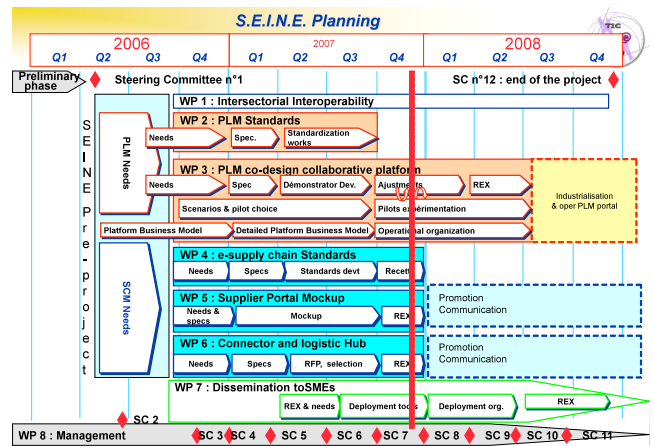 S.E.I.N.E. Planning
TIC
2006
2007
2008
Q1 Q2 Q3 Q4 Q1 Q2 Q3 Q4 Q1 Q2 Q3 Q4
Preliminary
phase
Steering Committee n°1
SC n°12 : end of the project
SEINE Pre-project
PLM Needs
SCM Needs
WP 1 : Intersectorial Interoperability
WP 2 : PLM Standards
Needs
Spec.
Standardization
works
WP 3 : PLM co-design collaborative platform
Needs
Spec
Démonstrator Dev.
Ajustments
REX
Scenarios & pilot choice
Pilots expérimentation
Platform Business Model
Detailed Platform Business Model
Operational organization
Industrialisation
& oper PLM portal
WP 4 : e-supply chain Standards
Needs
Specs
Standards devt
Recette
WP 5 : Supplier Portal Mockup
Needs &
specs
Mockup
REX
Promotion
Communication
WP 6 : Connector and logistic Hub
Needs
Specs
RFP, selection
REX
Promotion
Communication
WP 7 : Dissemination toSMEs
REX & needs
Deployment tools
Deployment org.
REX
SC 2
WP 8 : Management
SC 3
SC 4
SC 5
SC 6
SC 7
SC 8
SC 9
SC 10
SC 11